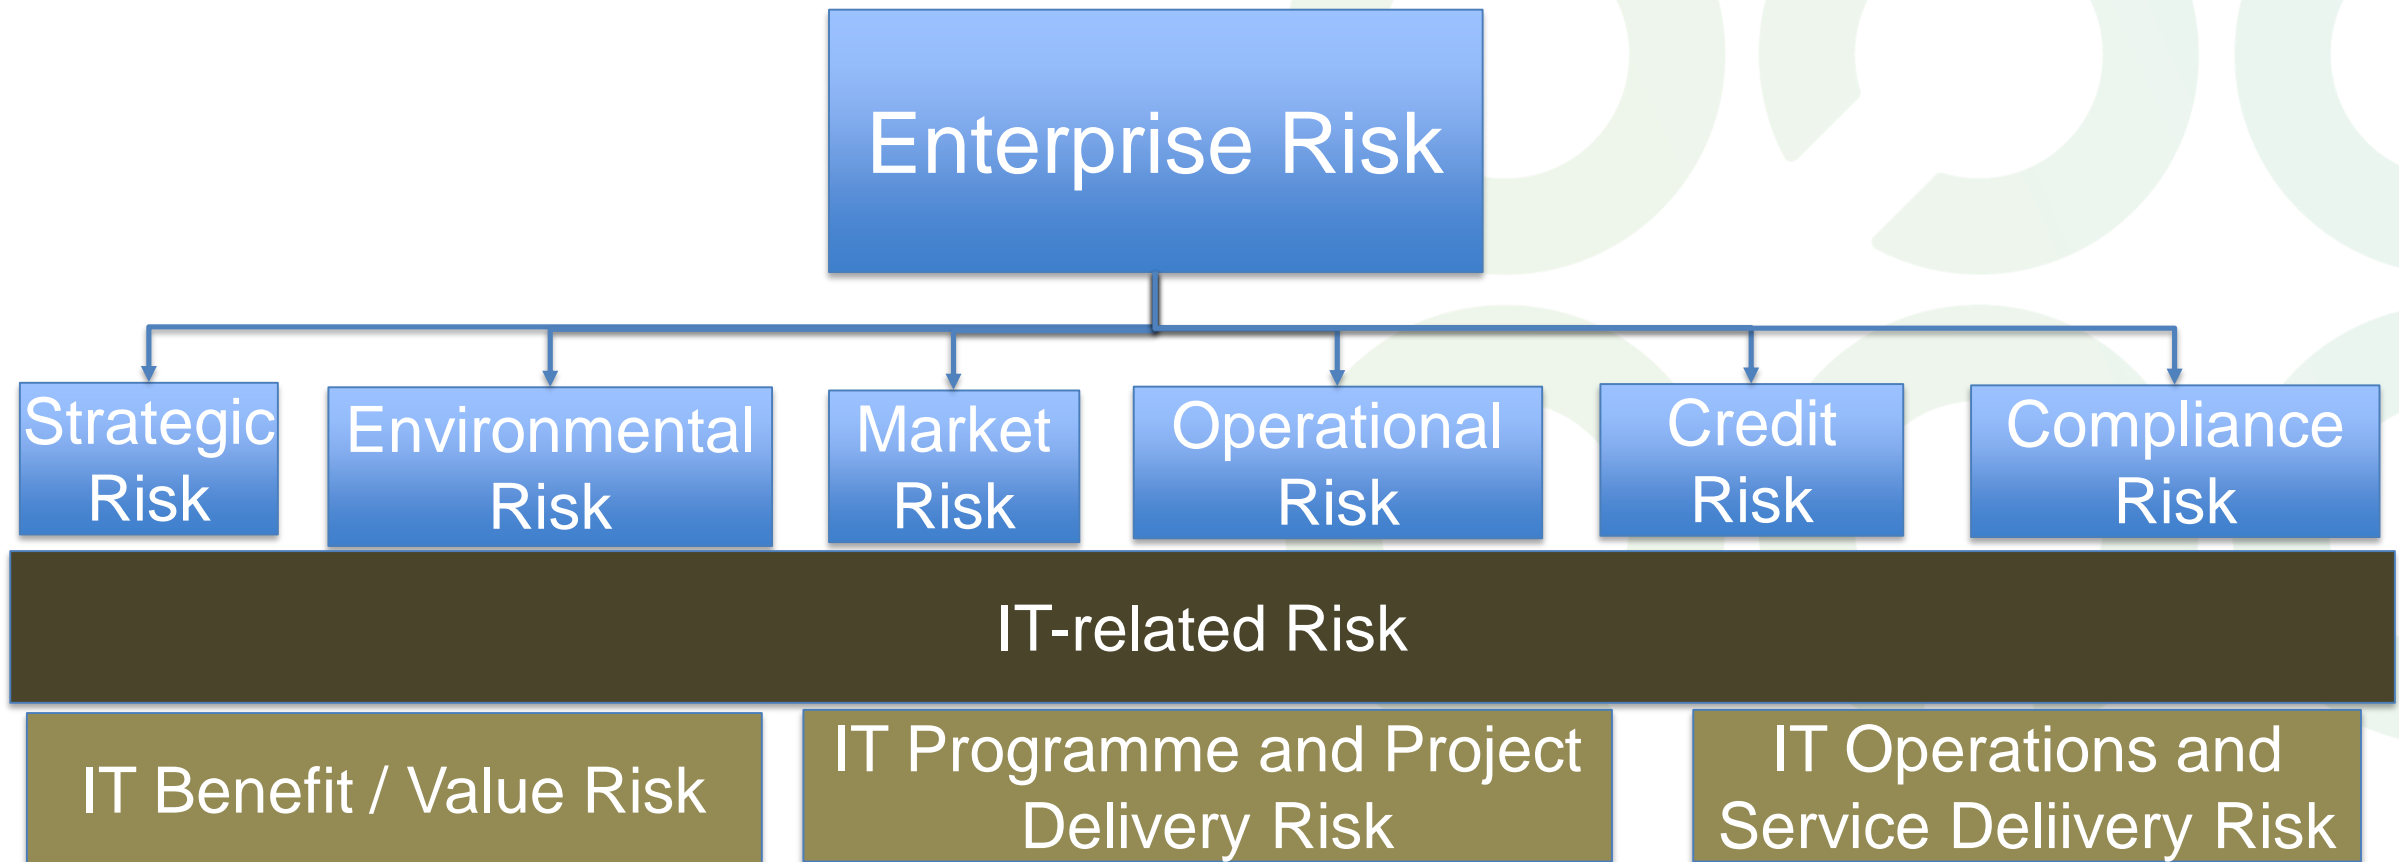 Enterprise Risk
Strategic
Risk
Environmental
Risk
Market
Risk
Operational
Risk
Credit
Risk
Compliance
Risk
IT-related Risk
IT Benefit / Value Risk
IT Programme and Project
Delivery Risk
IT Operations and
Service Deliivery Risk